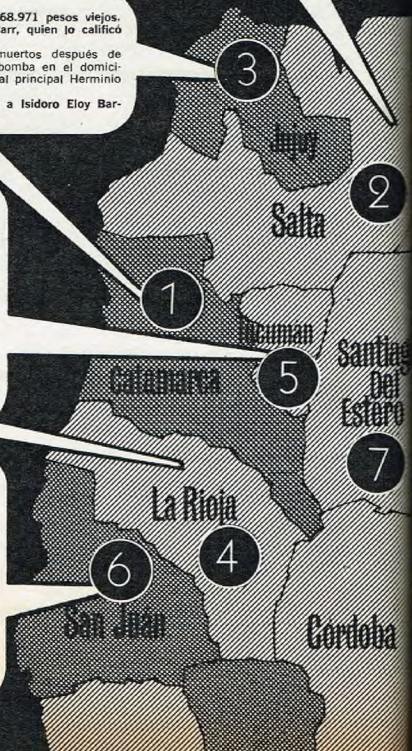 68.971 pesos viejos.
arr, quien lo calificó
muertos después de
bomba en el domici-
al principal Herminio
a Isidoro Eloy Bar-
3
Jujuy
2
Salta
1
Tucumán
Santiago
Del
Estero
5
Catamarca
7
La Rioja
4
6
San Juan
Cordoba